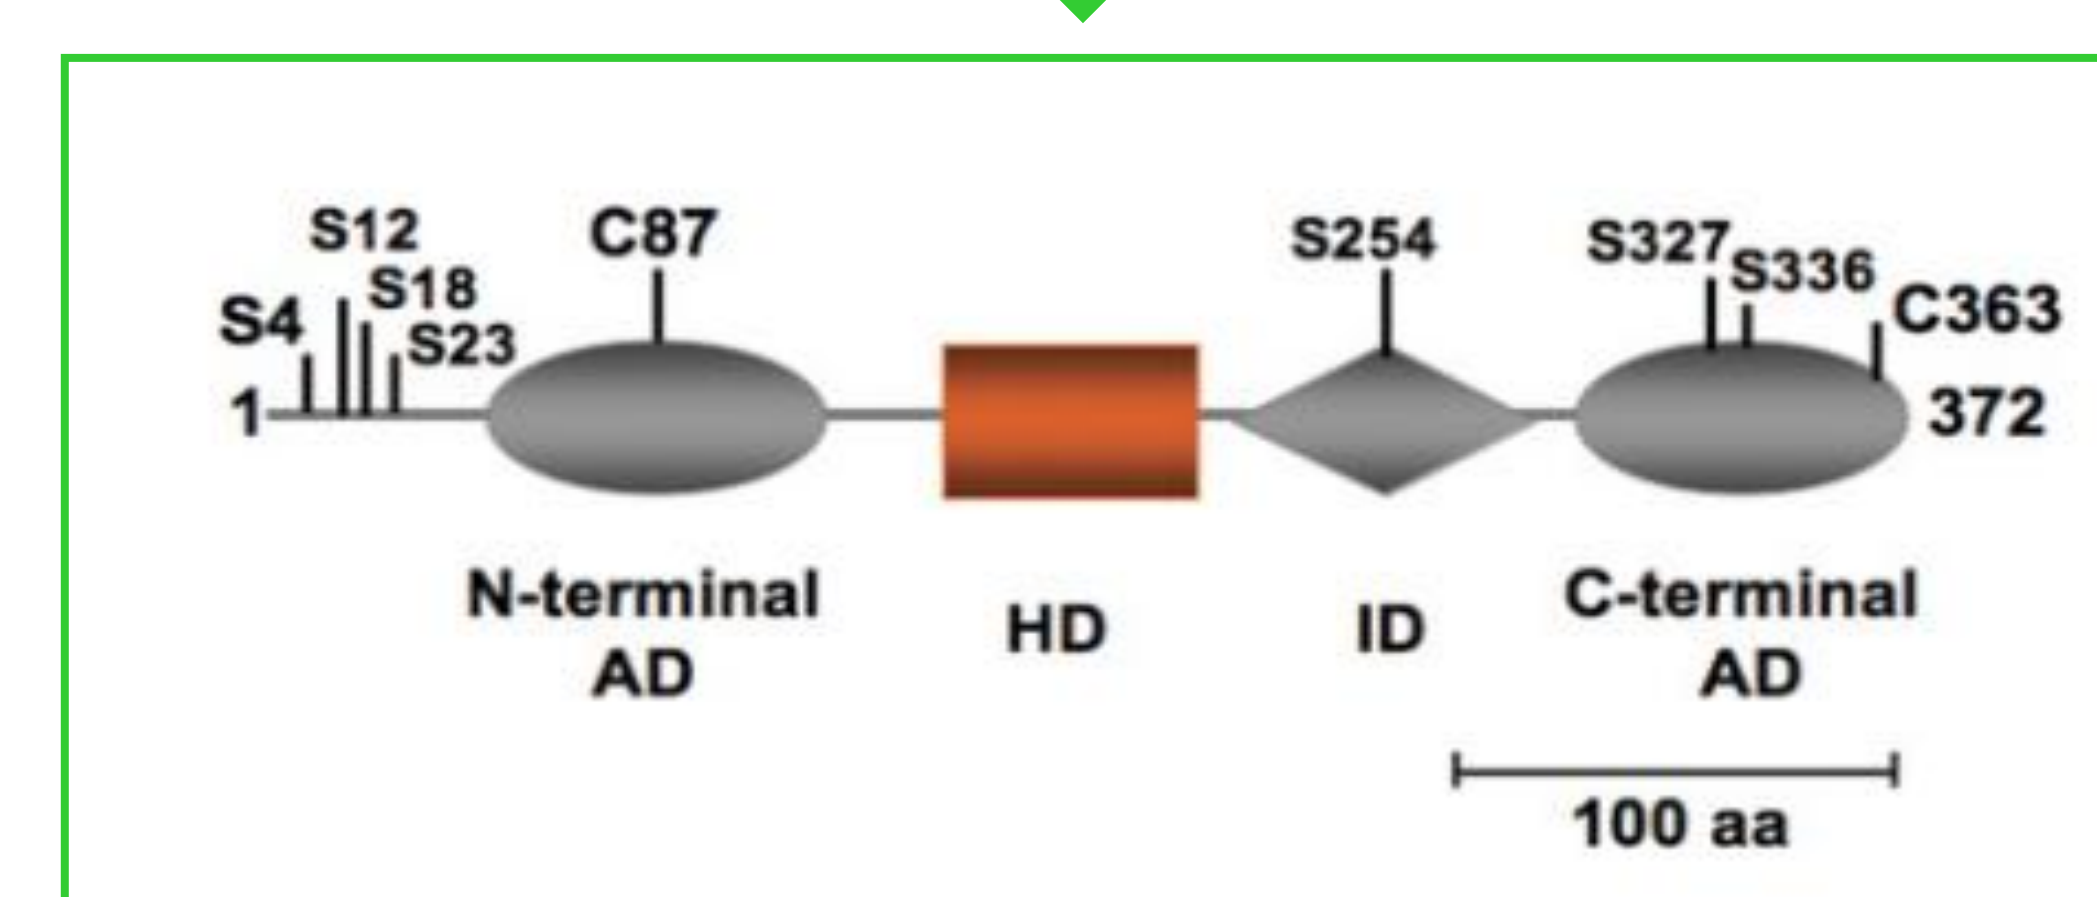 S12
C87
S254
S327
S336
S18
S4
C363
S23
1
372
N-terminal
AD
HD
ID
C-terminal
AD
100 aa